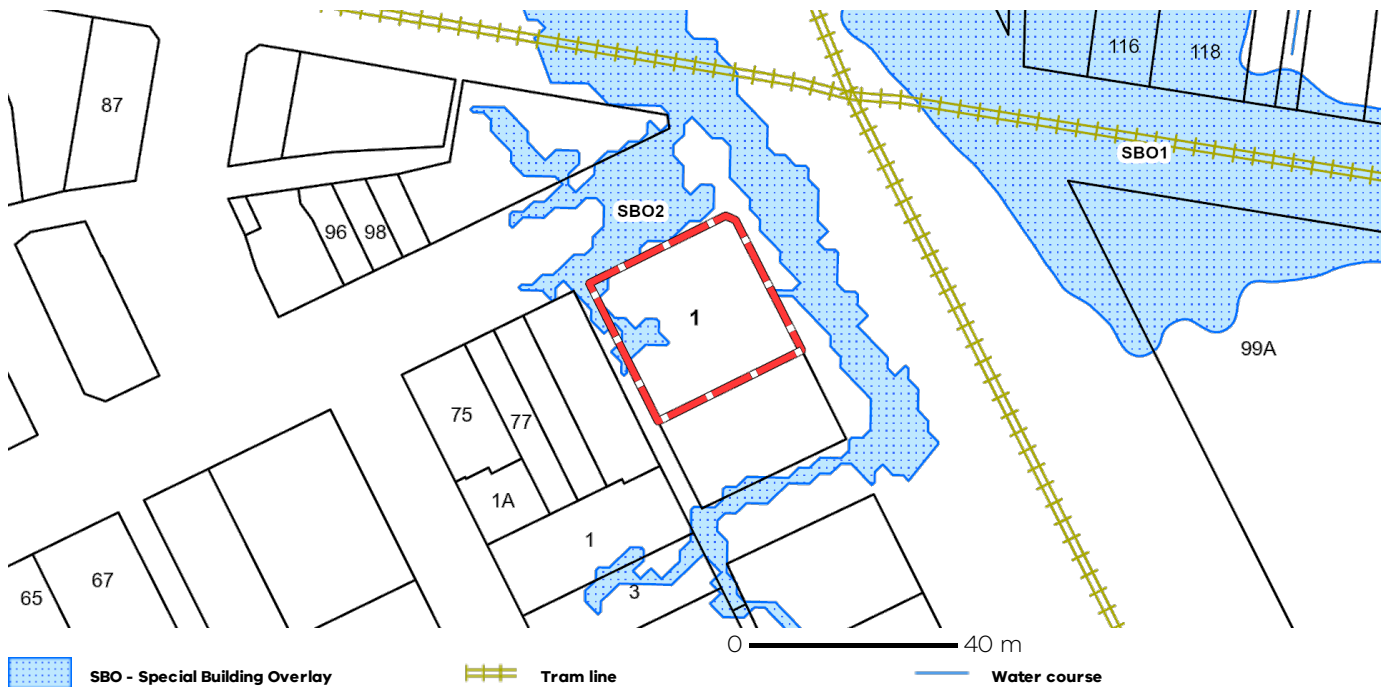 116
118
87
SBO1
SBO2
96
98
1
99A
75
77
1A
1
67
65
3
0 40 m
SBO - Special Building Overlay
Tram line
Water course